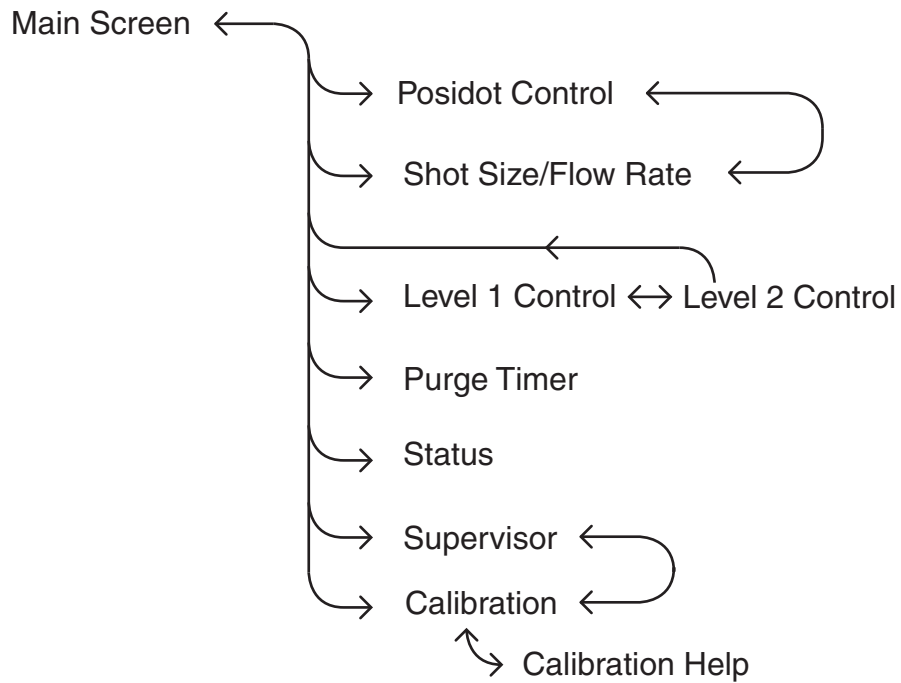 Main Screen
Posidot Control
Shot Size/Flow Rate
Level 1 Control
Level 2 Control
Purge Timer
Status
Supervisor
Calibration
Calibration Help